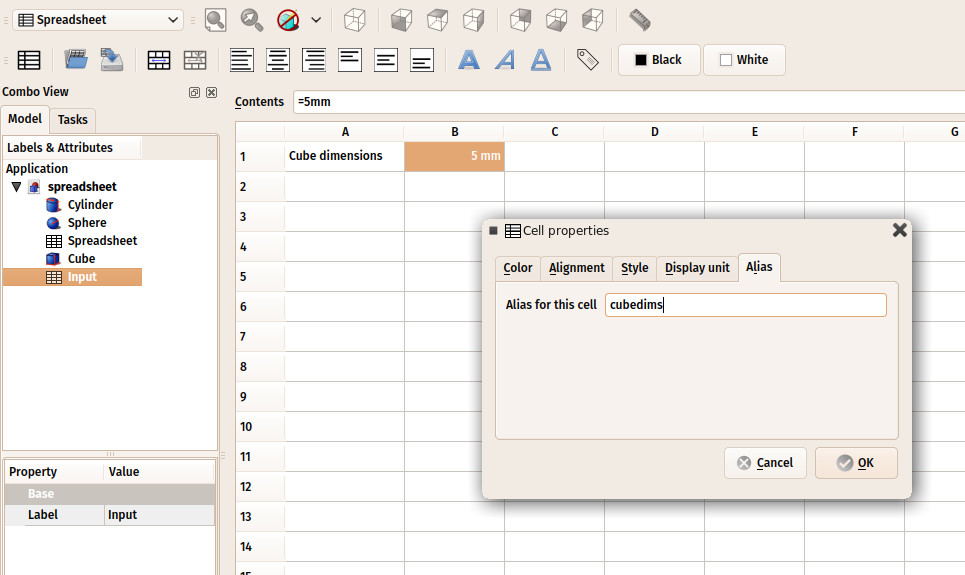 Spreadsheet
A A A Black White
Combo View
Contents =5mm
Model Tasks
Labels & Attributes
Application
spreadsheet
Cylinder
Sphere
Spreadsheet
Cube
Input
Property Value
Base
Label Input
A B C D E F G
1 Cube dimensions 5 mm
2
3
4
5
6
7
8
9
10
11
12
13
14
15
Cell properties
Color Alignment Style Display unit Alias
Alias for this cell cubedims
Cancel OK